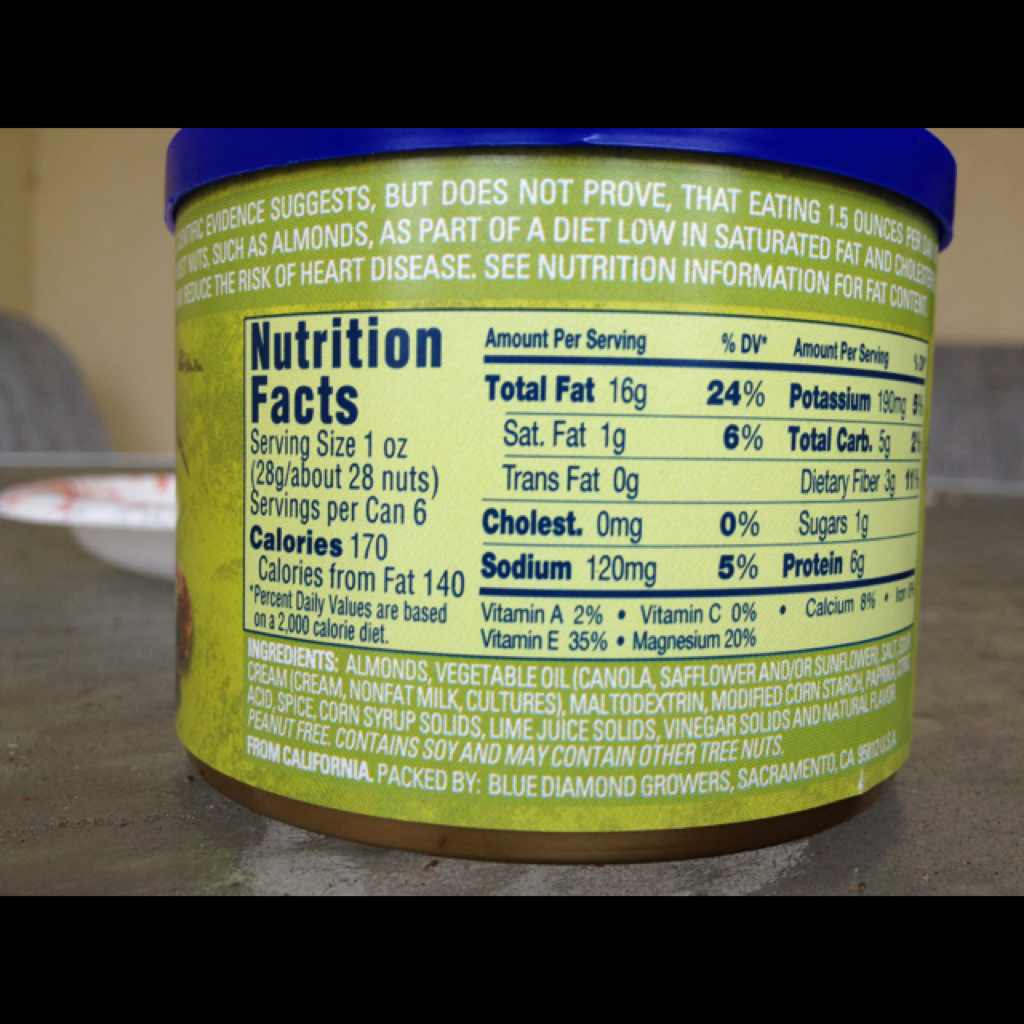 EVIDENCE SUGGESTS, BUT DOES NOT PROVE, THAT EATING 1.5 OUNCES PER
NUTS, SUCH AS ALMONDS, AS PART OF A DIET LOW IN SATURATED FAT AND
REDUCE THE RISK OF HEART DISEASE. SEE NUTRITION INFORMATION FOR FAT CONTENT.
Nutrition
Facts
Serving Size 1 oz
(28g/about 28 nuts)
Servings per Can 6
Calories 170
Calories from Fat 140
*Percent Daily Values are based
on a 2,000 calorie diet.
Amount Per Serving % DV*
Total Fat 16g 24%
Sat. Fat 1g 6%
Trans Fat 0g
Cholest. 0mg 0%
Sodium 120mg 5%
Amount Per Serving
Potassium 190mg
Total Carb. 5g
Dietary Fiber 3g
Sugars 1g
Protein 6g
Vitamin A 2% • Vitamin C 0% • Calcium 8% • Iron
Vitamin E 35% • Magnesium 20%
INGREDIENTS: ALMONDS, VEGETABLE OIL (CANOLA, SAFFLOWER AND/OR SUNFLOWER), SALT,
CREAM (CREAM, NONFAT MILK, CULTURES), MALTODEXTRIN, MODIFIED CORN STARCH, PAPRIKA,
ACID, SPICE, CORN SYRUP SOLIDS, LIME JUICE SOLIDS, VINEGAR SOLIDS AND NATURAL FLAVOR
PEANUT FREE. CONTAINS SOY AND MAY CONTAIN OTHER TREE NUTS.
FROM CALIFORNIA. PACKED BY: BLUE DIAMOND GROWERS, SACRAMENTO, CA U.S.A.